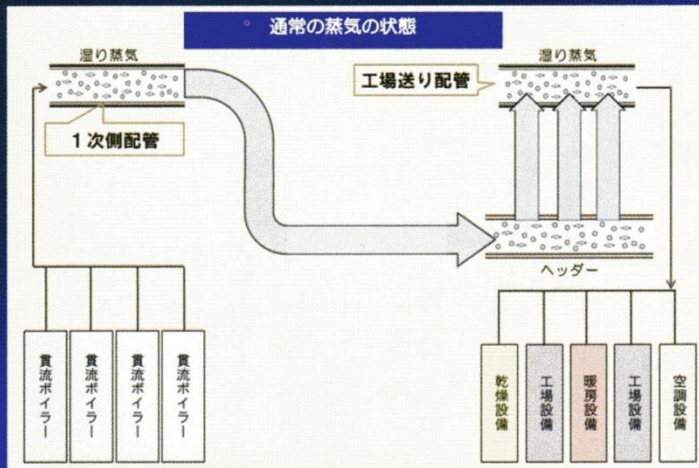 通常の蒸気の状態
湿り蒸気
湿り蒸気
工場送り配管
1次側配管
ヘッダー
貫流ボイラー
貫流ボイラー
貫流ボイラー
貫流ボイラー
乾燥設備
工場設備
暖房設備
工場設備
空調設備